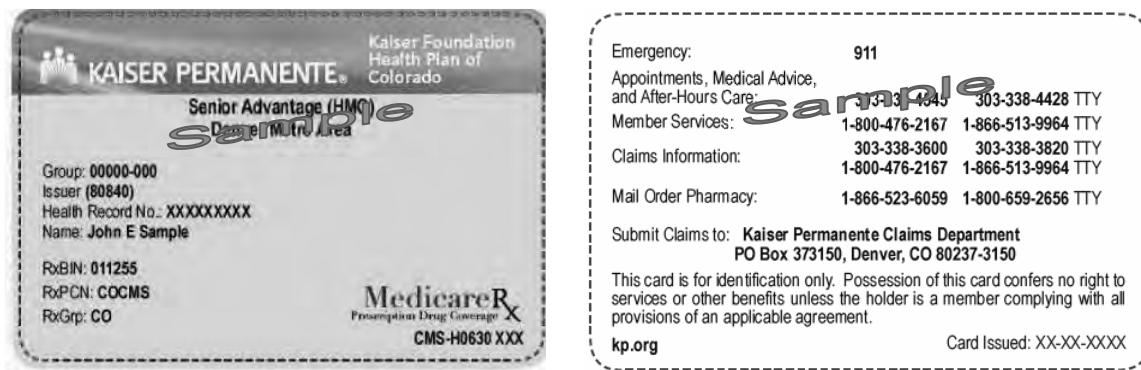 KAISER PERMANENTE®
Kaiser Foundation
Health Plan of
Colorado
Senior Advantage (HMO)
Denver Metro Area
Sample
Group: 00000-000
Issuer (80840)
Health Record No.: XXXXXXXXX
Name: John E Sample
RxBIN: 011255
RxPCN: COCMS
RxGrp: CO
MedicareRx
Prescription Drug Coverage
CMS-H0630 XXX
Emergency: 911
Appointments, Medical Advice,
and After-Hours Care: 303-338-4428 TTY
Sample
Member Services: 1-800-476-2167 1-866-513-9964 TTY
Claims Information: 303-338-3600 303-338-3820 TTY
1-800-476-2167 1-866-513-9964 TTY
Mail Order Pharmacy: 1-866-523-6059 1-800-659-2656 TTY
Submit Claims to: Kaiser Permanente Claims Department
PO Box 373150, Denver, CO 80237-3150
This card is for identification only. Possession of this card confers no right to
services or other benefits unless the holder is a member complying with all
provisions of an applicable agreement.
kp.org Card Issued: XX-XX-XXXX